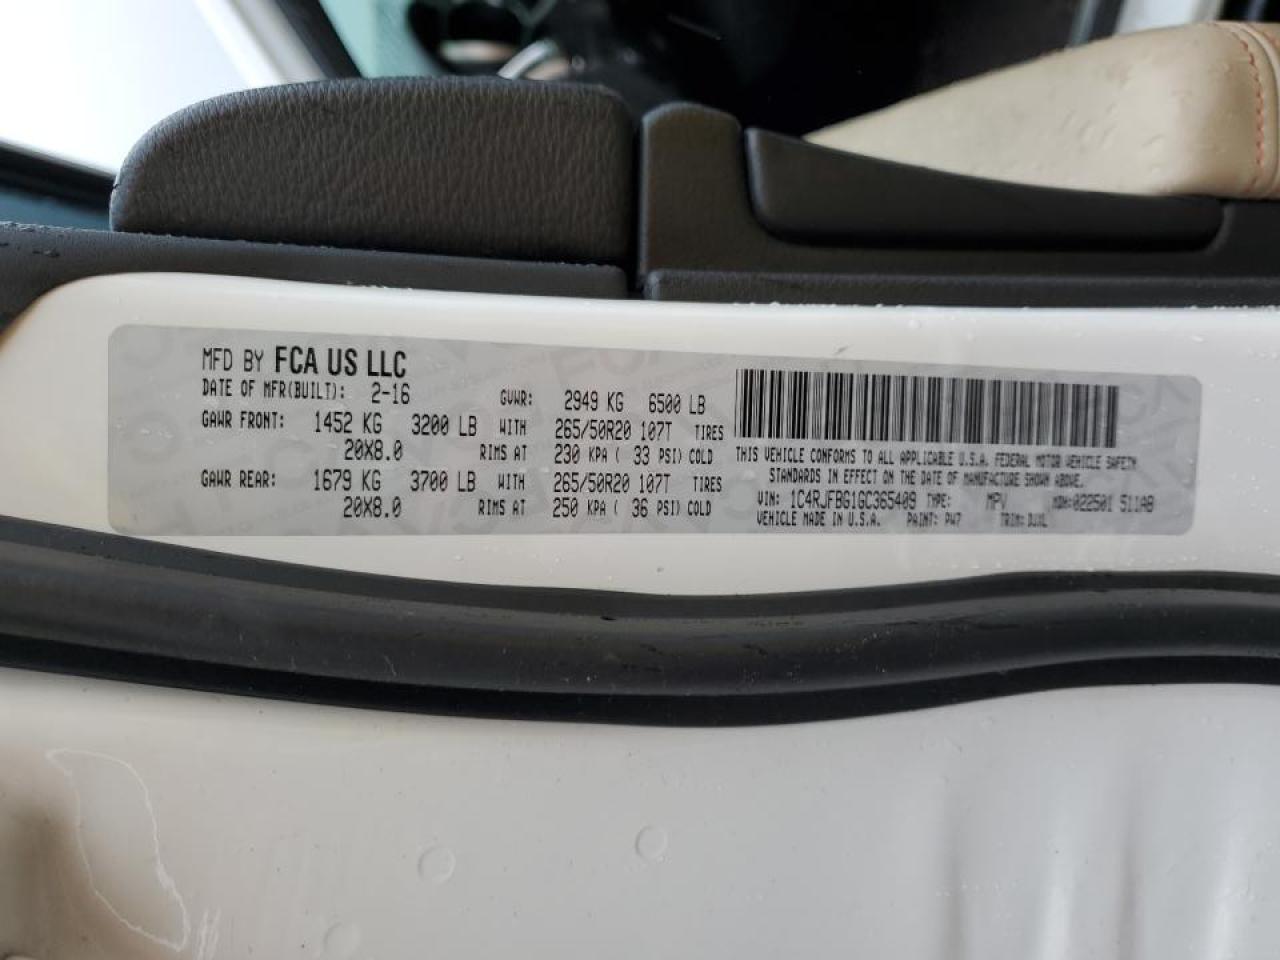 MFD BY FCA US LLC
DATE OF MFR(BUILT): 2-16 GVWR: 2949 KG 6500 LB
GAWR FRONT: 1452 KG 3200 LB WITH 265/50R20 107T TIRES
20X8.0 RIMS AT 230 KPA ( 33 PSI) COLD
GAWR REAR: 1679 KG 3700 LB WITH 265/50R20 107T TIRES
20X8.0 RIMS AT 250 KPA ( 36 PSI) COLD
THIS VEHICLE CONFORMS TO ALL APPLICABLE U.S.A. FEDERAL MOTOR VEHICLE SAFETY
STANDARDS IN EFFECT ON THE DATE OF MANUFACTURE SHOWN ABOVE.
VIN: 1C4RJFBG1GC365409 TYPE: MPV MDH:022501 511AB
VEHICLE MADE IN U.S.A. PAINT: PW7 TRIM: